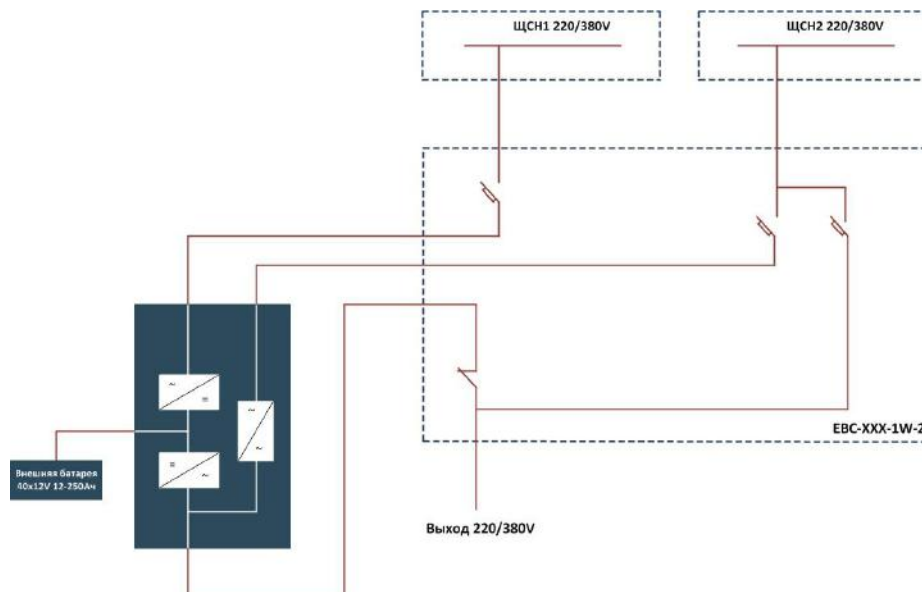 ЩСН1 220/380V
ЩСН2 220/380V
EBC-XXX-1W-2
Внешняя батарея
40x12V 12-250Ач
Выход 220/380V